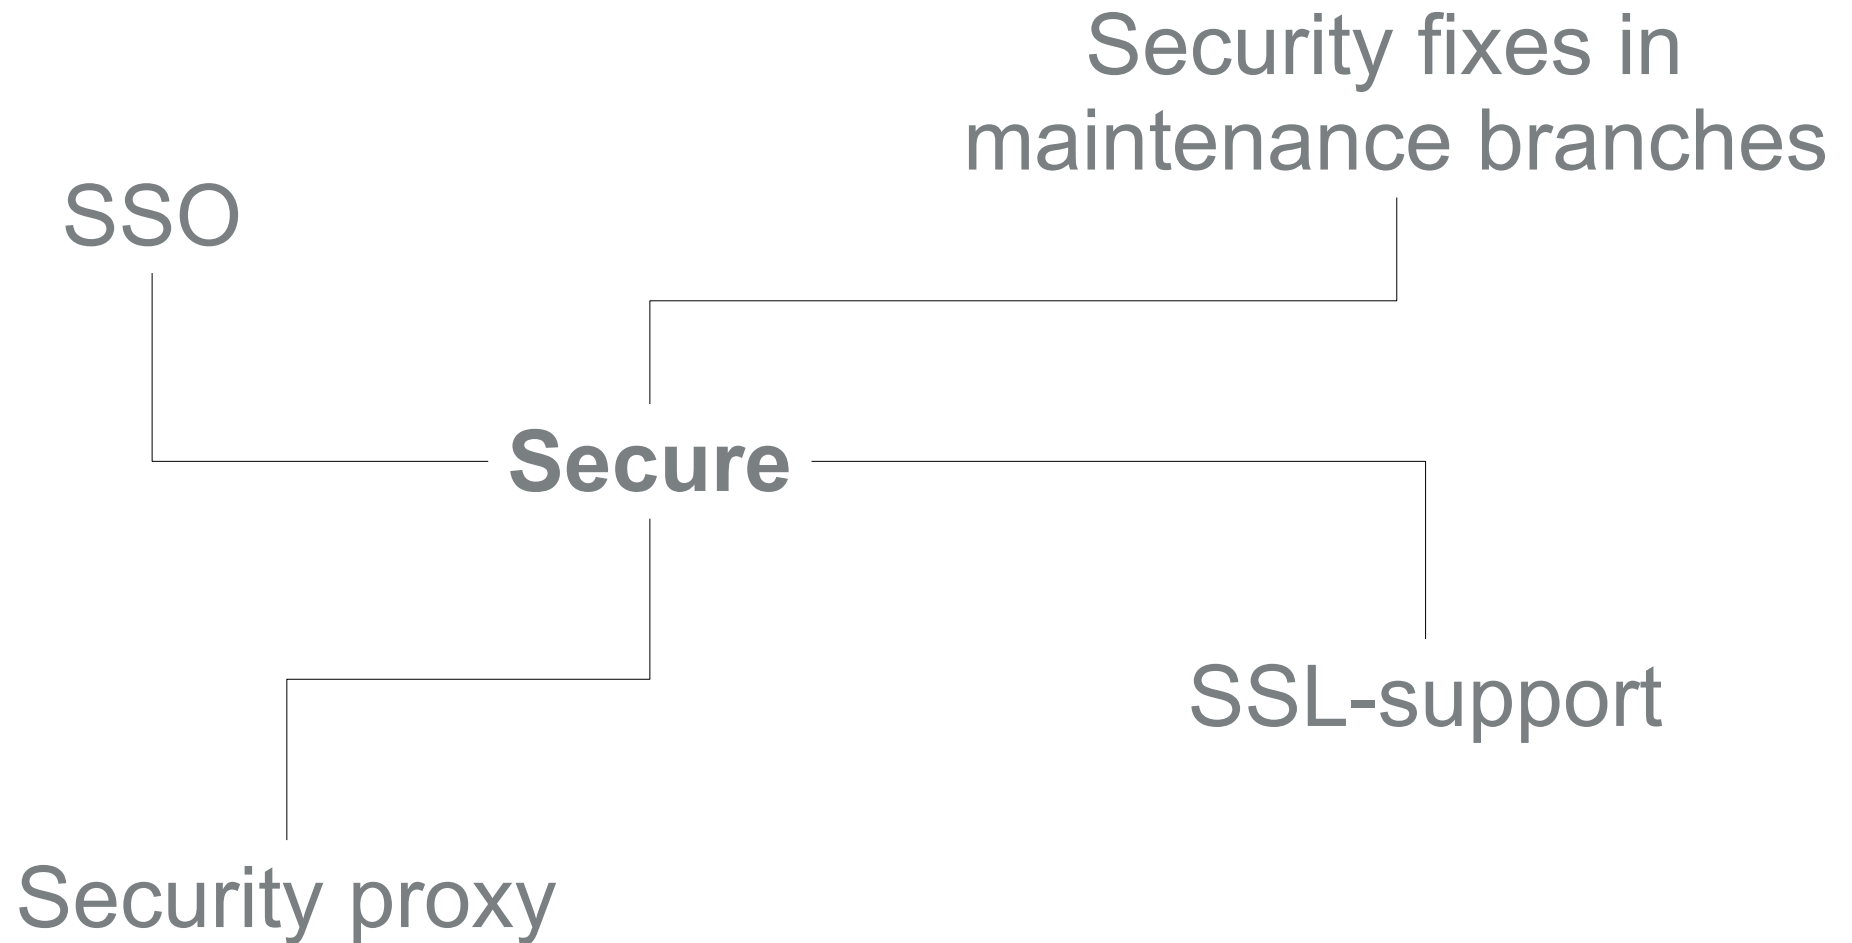 Security fixes in
maintenance branches
SSO
Secure
SSL-support
Security proxy